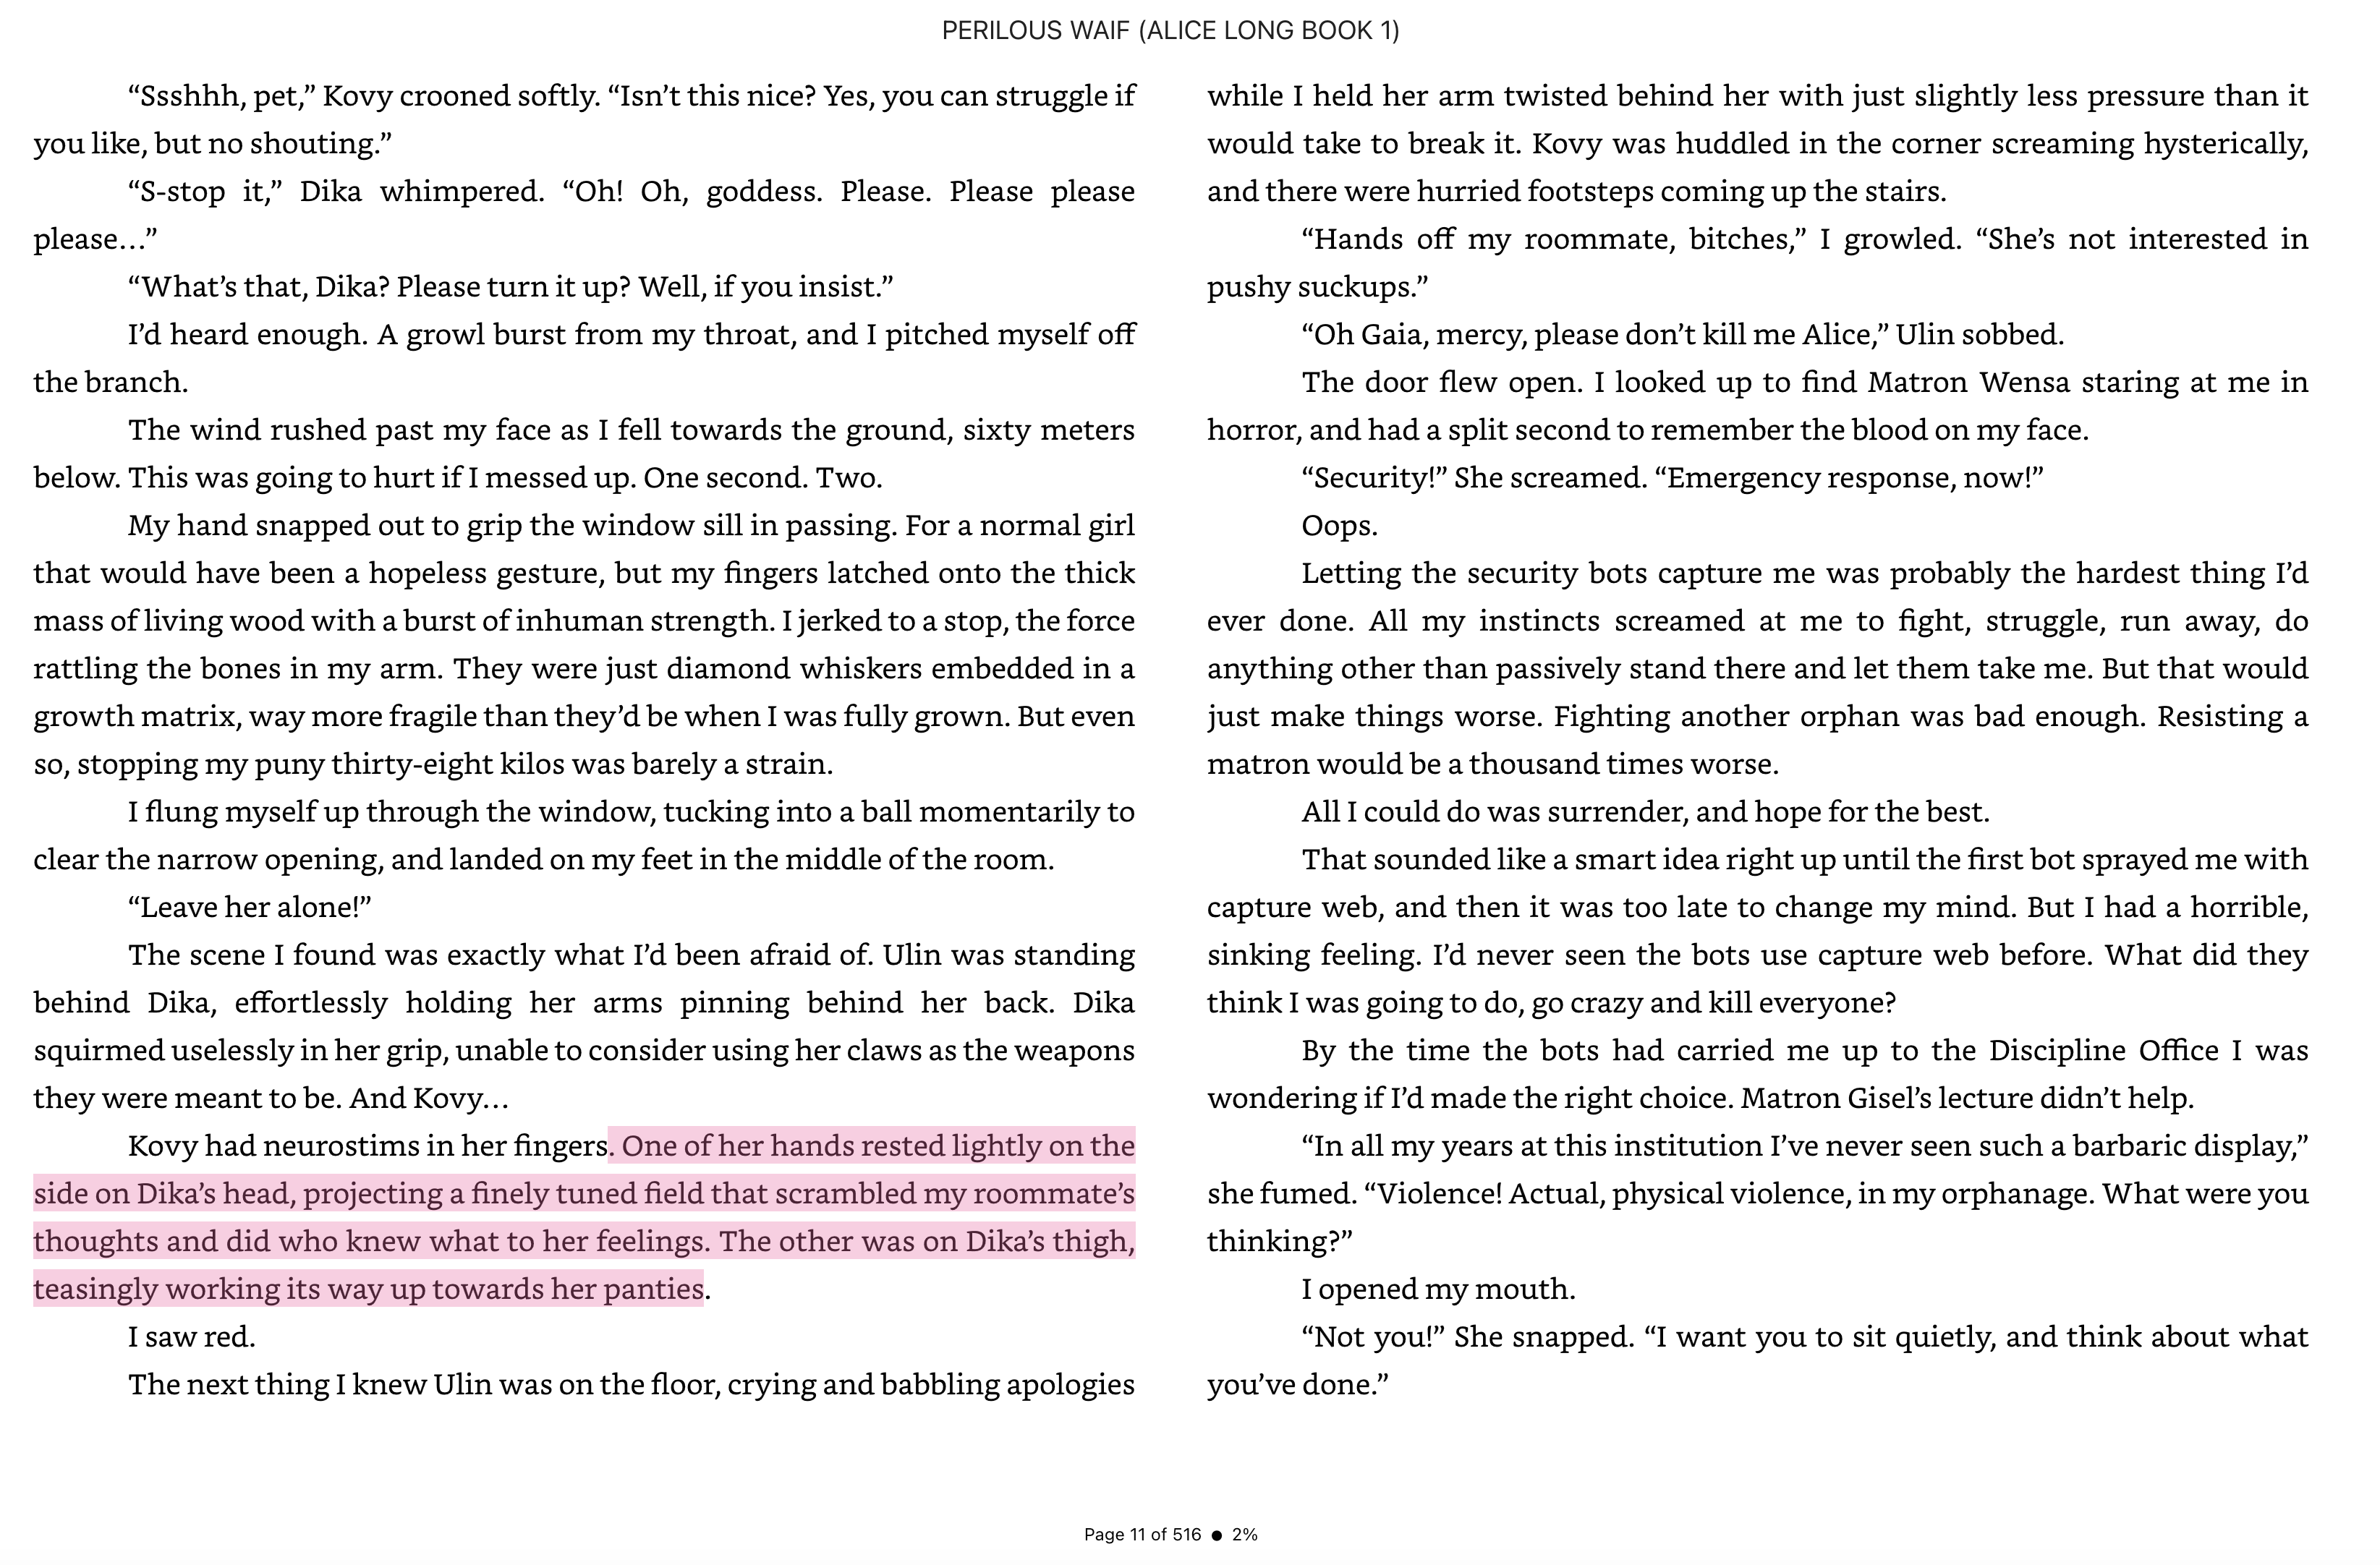 PERILOUS WAIF (ALICE LONG BOOK 1)
“Ssshhh, pet,” Kovy crooned softly. “Isn’t this nice? Yes, you can struggle if
you like, but no shouting.”
“S-stop it,” Dika whimpered. “Oh! Oh, goddess. Please. Please please
please…”
“What’s that, Dika? Please turn it up? Well, if you insist.”
I’d heard enough. A growl burst from my throat, and I pitched myself off
the branch.
The wind rushed past my face as I fell towards the ground, sixty meters
below. This was going to hurt if I messed up. One second. Two.
My hand snapped out to grip the window sill in passing. For a normal girl
that would have been a hopeless gesture, but my fingers latched onto the thick
mass of living wood with a burst of inhuman strength. I jerked to a stop, the force
rattling the bones in my arm. They were just diamond whiskers embedded in a
growth matrix, way more fragile than they’d be when I was fully grown. But even
so, stopping my puny thirty-eight kilos was barely a strain.
I flung myself up through the window, tucking into a ball momentarily to
clear the narrow opening, and landed on my feet in the middle of the room.
“Leave her alone!”
The scene I found was exactly what I’d been afraid of. Ulin was standing
behind Dika, effortlessly holding her arms pinning behind her back. Dika
squirmed uselessly in her grip, unable to consider using her claws as the weapons
they were meant to be. And Kovy…
Kovy had neurostims in her fingers. One of her hands rested lightly on the
side on Dika’s head, projecting a finely tuned field that scrambled my roommate’s
thoughts and did who knew what to her feelings. The other was on Dika’s thigh,
teasingly working its way up towards her panties.
I saw red.
The next thing I knew Ulin was on the floor, crying and babbling apologies
while I held her arm twisted behind her with just slightly less pressure than it
would take to break it. Kovy was huddled in the corner screaming hysterically,
and there were hurried footsteps coming up the stairs.
“Hands off my roommate, bitches,” I growled. “She’s not interested in
pushy suckups.”
“Oh Gaia, mercy, please don’t kill me Alice,” Ulin sobbed.
The door flew open. I looked up to find Matron Wensa staring at me in
horror, and had a split second to remember the blood on my face.
“Security!” She screamed. “Emergency response, now!”
Oops.
Letting the security bots capture me was probably the hardest thing I’d
ever done. All my instincts screamed at me to fight, struggle, run away, do
anything other than passively stand there and let them take me. But that would
just make things worse. Fighting another orphan was bad enough. Resisting a
matron would be a thousand times worse.
All I could do was surrender, and hope for the best.
That sounded like a smart idea right up until the first bot sprayed me with
capture web, and then it was too late to change my mind. But I had a horrible,
sinking feeling. I’d never seen the bots use capture web before. What did they
think I was going to do, go crazy and kill everyone?
By the time the bots had carried me up to the Discipline Office I was
wondering if I’d made the right choice. Matron Gisel’s lecture didn’t help.
“In all my years at this institution I’ve never seen such a barbaric display,”
she fumed. “Violence! Actual, physical violence, in my orphanage. What were you
thinking?”
I opened my mouth.
“Not you!” She snapped. “I want you to sit quietly, and think about what
you’ve done.”
Page 11 of 516 ● 2%